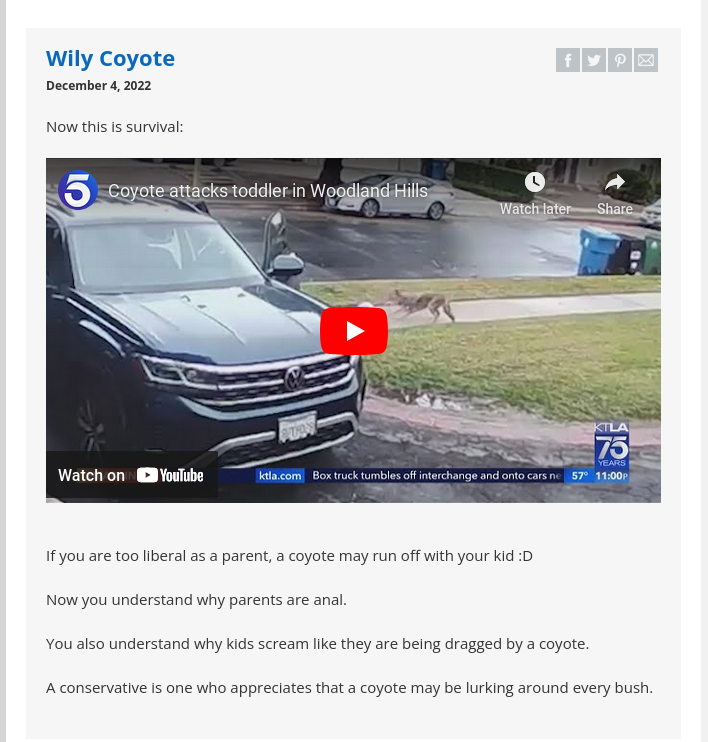 Wily Coyote
December 4, 2022
Now this is survival:
5 Coyote attacks toddler in Woodland Hills
Watch later
Share
KTLA
75
YEARS
Watch on YouTube
ktla.com Box truck tumbles off interchange and onto cars ne 57° 11:00P
If you are too liberal as a parent, a coyote may run off with your kid :D
Now you understand why parents are anal.
You also understand why kids scream like they are being dragged by a coyote.
A conservative is one who appreciates that a coyote may be lurking around every bush.